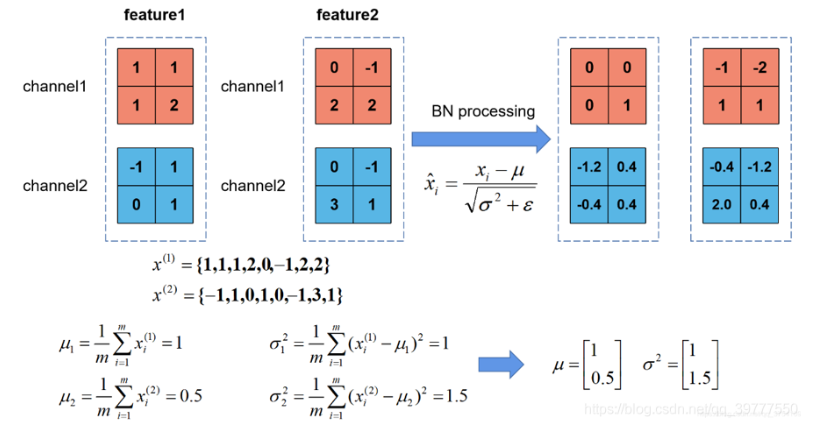 feature1 feature2
channel1 1 1 channel1 0 -1 0 0 -1 -2
1 2 2 2 0 1 1 1
BN processing
channel2 -1 1 channel2 0 -1 -1.2 0.4 -0.4 -1.2
0 1 3 1 -0.4 0.4 2.0 0.4
x̂ᵢ = (xᵢ − μ) / √(σ² + ε)
x⁽¹⁾ = {1,1,1,2,0,−1,2,2}
x⁽²⁾ = {−1,1,0,1,0,−1,3,1}
μ₁ = 1/m ∑ᵢ₌₁ᵐ xᵢ⁽¹⁾ = 1 σ₁² = 1/m ∑ᵢ₌₁ᵐ (xᵢ⁽¹⁾ − μ₁)² = 1
μ₂ = 1/m ∑ᵢ₌₁ᵐ xᵢ⁽²⁾ = 0.5 σ₂² = 1/m ∑ᵢ₌₁ᵐ (xᵢ⁽²⁾ − μ₂)² = 1.5
μ = [1 0.5] σ² = [1 1.5]
https://blog.csdn.net/qq_39777550